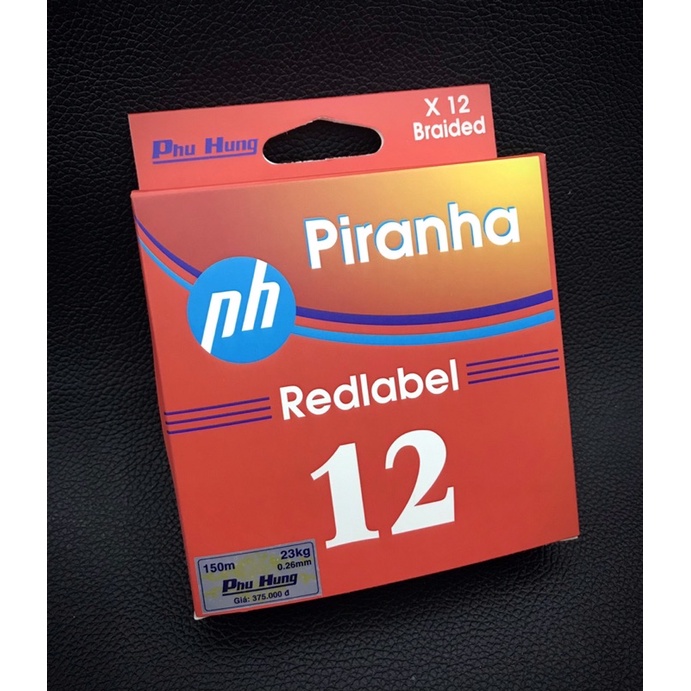 Phu Hung
X 12
Braided
Piranha
ph
Redlabel
12
150m 23kg
0.26mm
Phu Hung
Giá: 375.000 đ